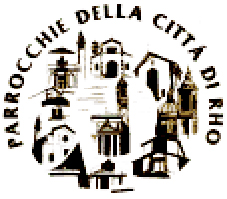 PARROCCHIE DELLA CITTÀ DI RHO